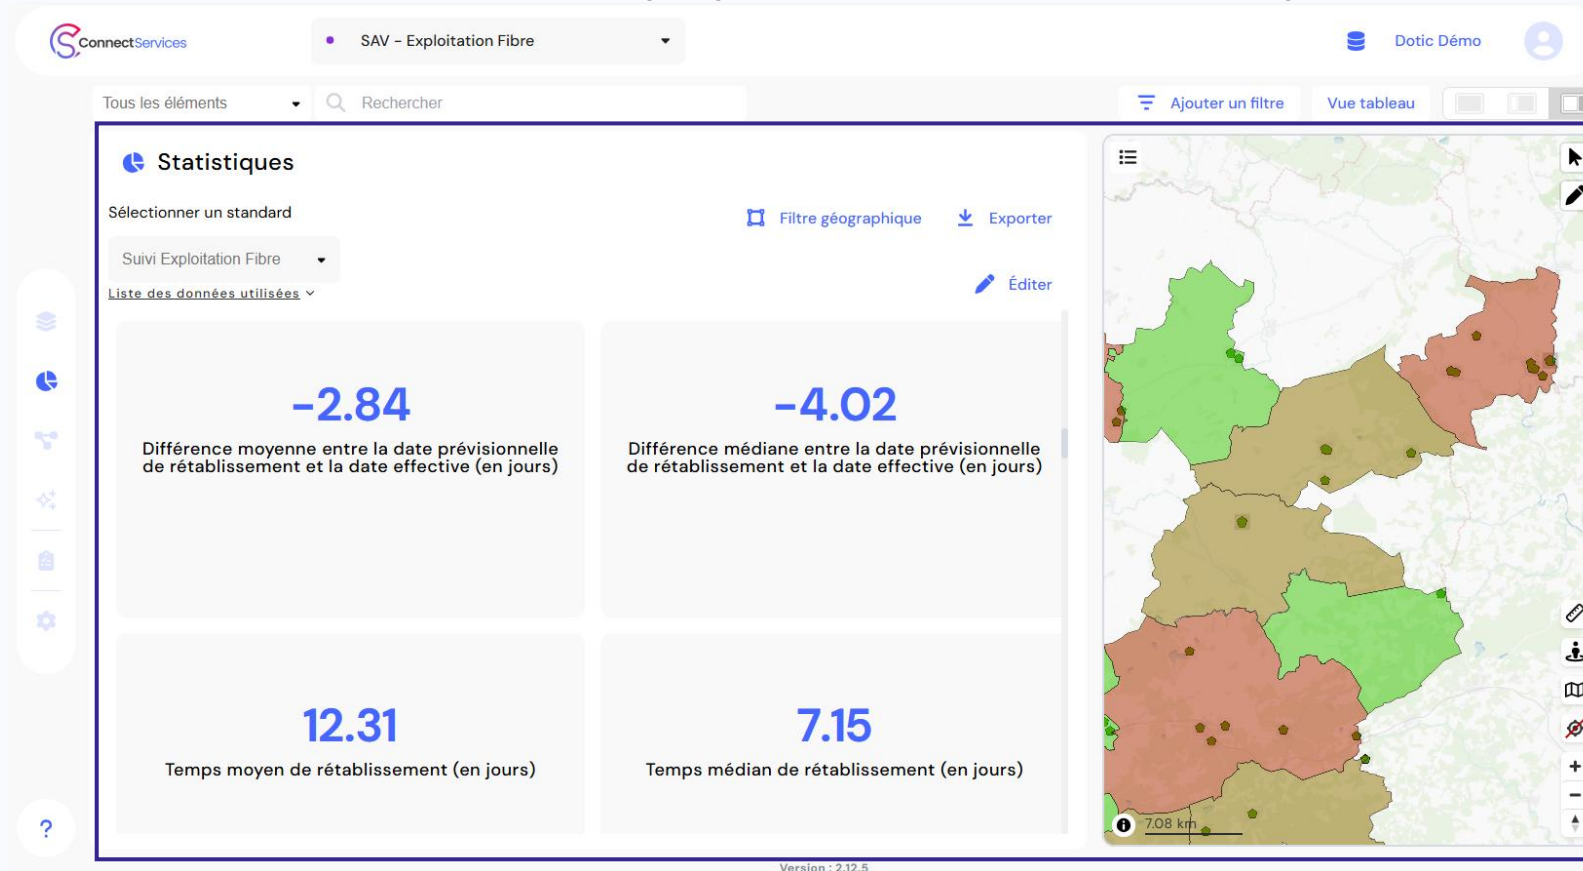 ConnectServices
SAV - Exploitation Fibre
Dotic Démo
Tous les éléments
Rechercher
Ajouter un filtre
Vue tableau
Statistiques
Sélectionner un standard
Filtre géographique
Exporter
Suivi Exploitation Fibre
Liste des données utilisées
Éditer
-2.84
Différence moyenne entre la date prévisionnelle
de rétablissement et la date effective (en jours)
-4.02
Différence médiane entre la date prévisionnelle
de rétablissement et la date effective (en jours)
12.31
Temps moyen de rétablissement (en jours)
7.15
Temps médian de rétablissement (en jours)
7.08 km
?
Version : 2.12.5